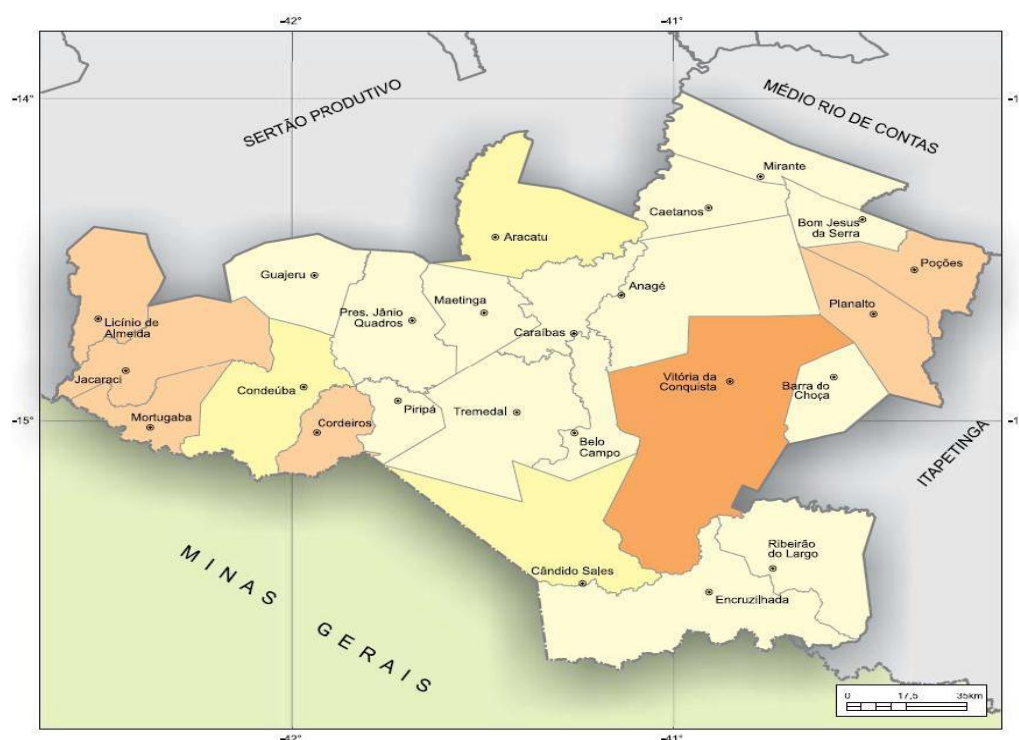 -42°
-41°
-14°
-1
SERTÃO PRODUTIVO
MÉDIO RIO DE CONTAS
Mirante
Caetanos
Bom Jesus
da Serra
Aracatu
Poções
Guajeru
Anagé
Maetinga
Pres. Jânio
Quadros
Planalto
Licínio de
Almeida
Caraíbas
Jacaraci
Vitória da
Conquista
Barra do
Choça
Condeúba
Mortugaba
Cordeiros
Piripá
Tremedal
Belo
Campo
-15°
-1
ITAPETINGA
Ribeirão
do Largo
Cândido Sales
Encruzilhada
MINAS
GERAIS
0 17,5 35km
-42°
-41°